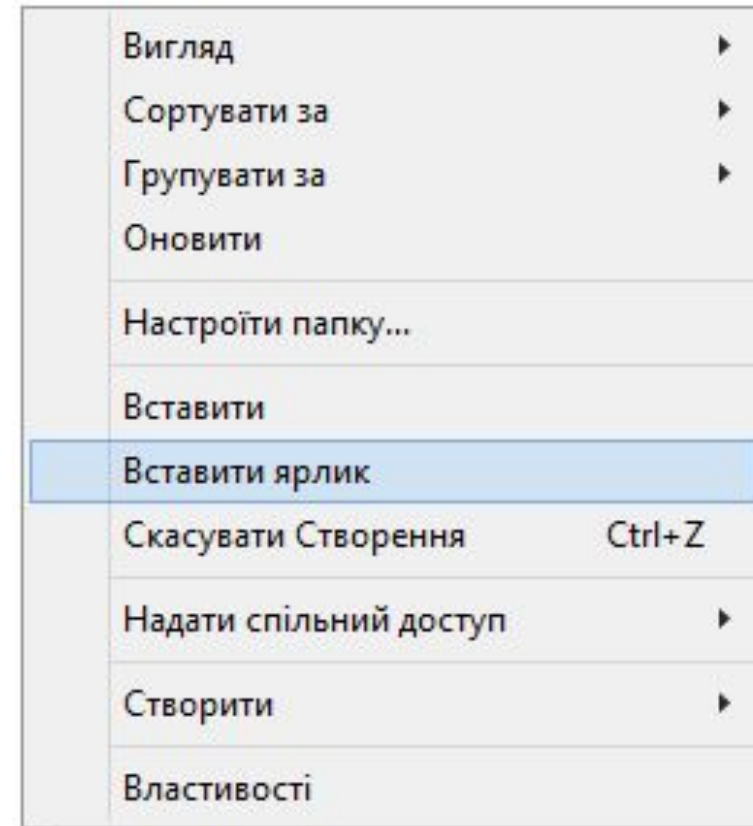 Вигляд
Сортувати за
Групувати за
Оновити
Настроїти папку...
Вставити
Вставити ярлик
Скасувати Створення Ctrl+Z
Надати спільний доступ
Створити
Властивості